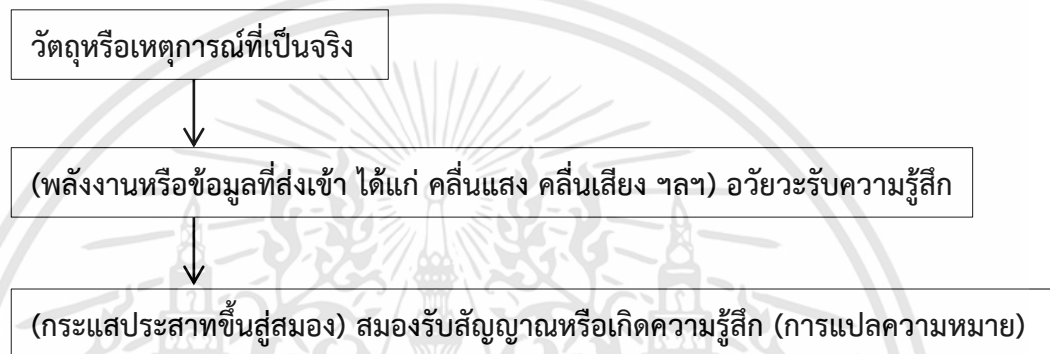 วัตถุหรือเหตุการณ์ที่เป็นจริง
(พลังงานหรือข้อมูลที่ส่งเข้า ได้แก่ คลื่นแสง คลื่นเสียง ฯลฯ) อวัยวะรับความรู้สึก
(กระแสประสาทขึ้นสู่สมอง) สมองรับสัญญาณหรือเกิดความรู้สึก (การแปลความหมาย)